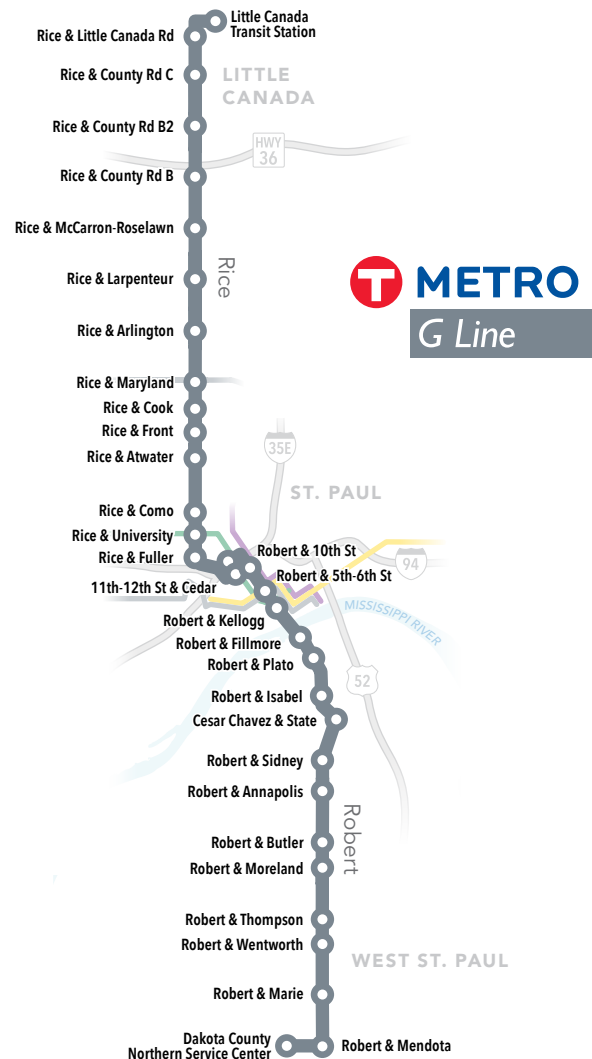 Little Canada
Transit Station
Rice & Little Canada Rd
Rice & County Rd C
LITTLE
CANADA
Rice & County Rd B2
HWY
36
Rice & County Rd B
Rice & McCarron-Roselawn
Rice
Rice & Larpenteur
T METRO
G Line
Rice & Arlington
Rice & Maryland
Rice & Cook
Rice & Front
35E
Rice & Atwater
ST. PAUL
Rice & Como
Rice & University
Rice & Fuller
Robert & 10th St
94
Robert & 5th-6th St
11th-12th St & Cedar
MISSISSIPPI RIVER
Robert & Kellogg
Robert & Fillmore
Robert & Plato
52
Robert & Isabel
Cesar Chavez & State
Robert & Sidney
Robert & Annapolis
Robert
Robert & Butler
Robert & Moreland
Robert & Thompson
Robert & Wentworth
WEST ST. PAUL
Robert & Marie
Dakota County
Northern Service Center
Robert & Mendota